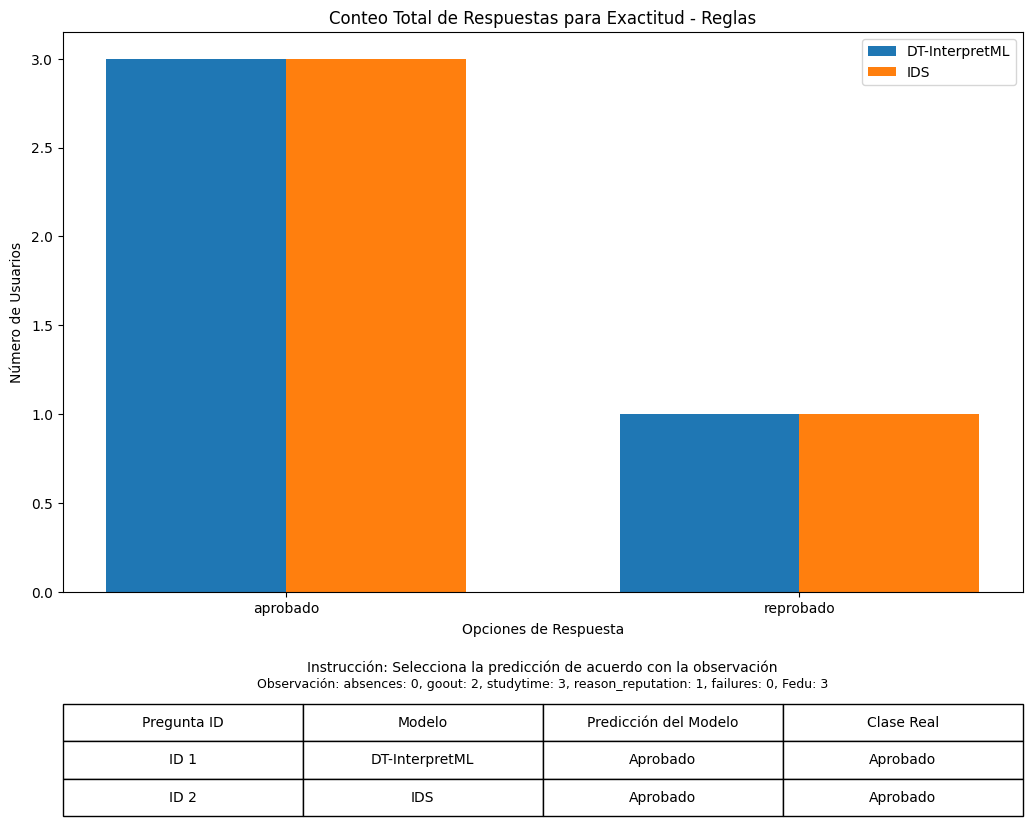 Conteo Total de Respuestas para Exactitud - Reglas
DT-InterpretML
IDS
Número de Usuarios
3.0
2.5
2.0
1.5
1.0
0.5
0.0
aprobado
reprobado
Opciones de Respuesta
Instrucción: Selecciona la predicción de acuerdo con la observación
Observación: absences: 0, goout: 2, studytime: 3, reason_reputation: 1, failures: 0, Fedu: 3
Pregunta ID Modelo Predicción del Modelo Clase Real
ID 1 DT-InterpretML Aprobado Aprobado
ID 2 IDS Aprobado Aprobado